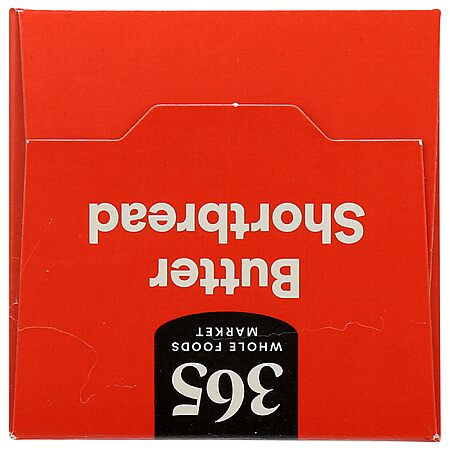 365
WHOLE FOODS
MARKET
Butter
Shortbread